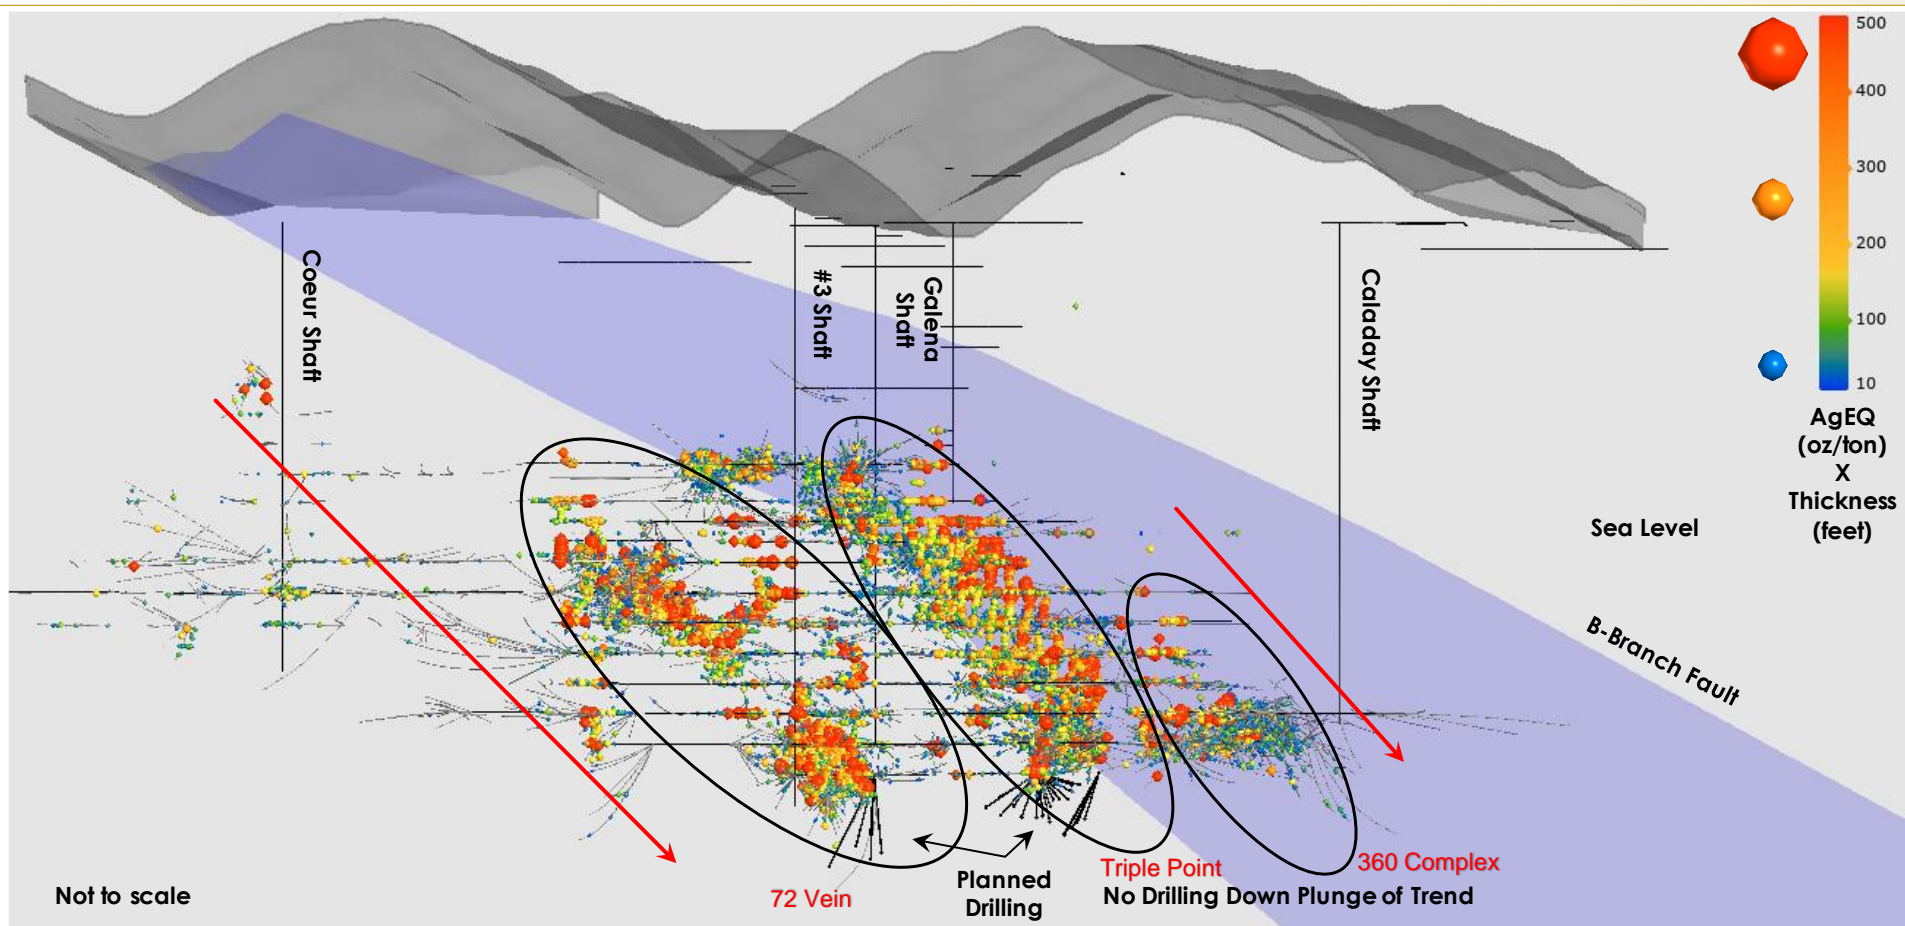 500
400
300
200
100
10
AgEQ
(oz/ton)
X
Thickness
(feet)
Coeur Shaft
#3 Shaft
Galena
Shaft
Caladay Shaft
Sea Level
B-Branch Fault
Planned
Drilling
72 Vein
Triple Point
360 Complex
No Drilling Down Plunge of Trend
Not to scale